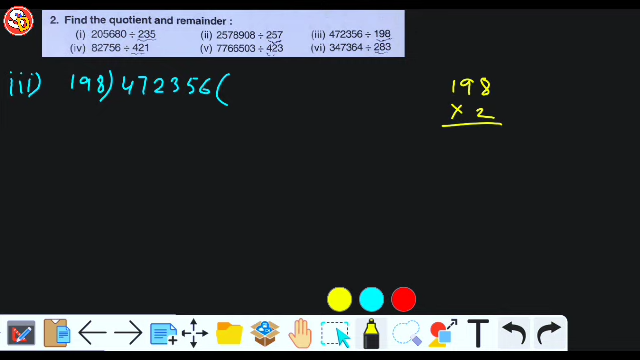 2. Find the quotient and remainder :
(i) 205680 ÷ 235 (ii) 2578908 ÷ 257 (iii) 472356 ÷ 198
(iv) 82756 ÷ 421 (v) 7766503 ÷ 423 (vi) 347364 ÷ 283
iii) 198) 472356 (
198
× 2
T